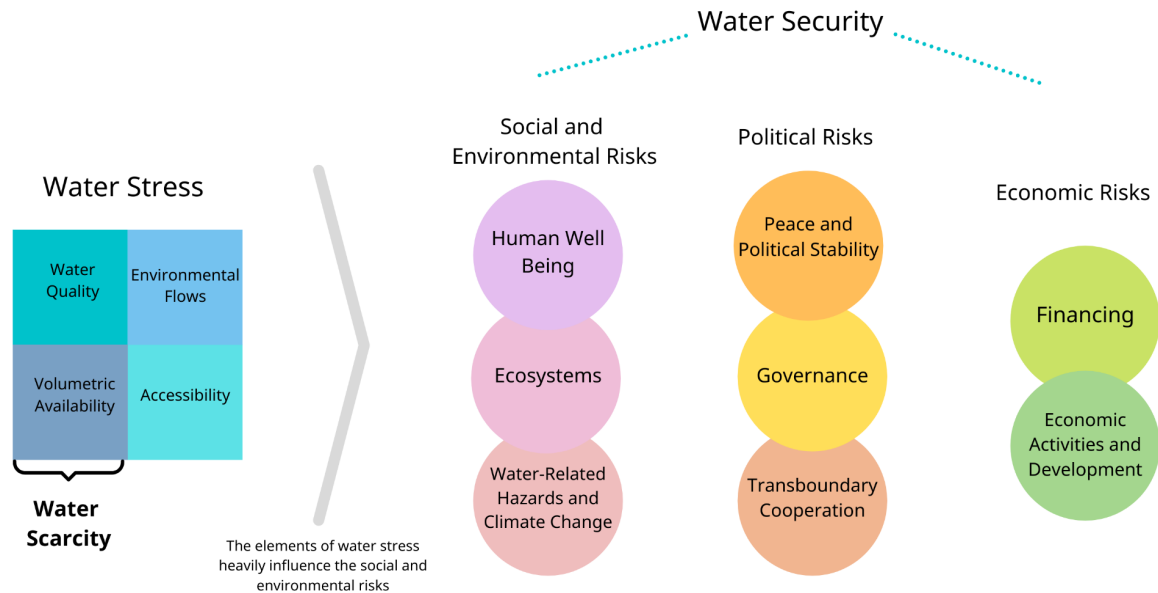 Water Security
Social and
Environmental Risks
Political Risks
Economic Risks
Water Stress
Water
Quality
Environmental
Flows
Volumetric
Availability
Accessibility
Water
Scarcity
The elements of water stress
heavily influence the social and
environmental risks
Human Well
Being
Ecosystems
Water-Related
Hazards and
Climate Change
Peace and
Political Stability
Governance
Transboundary
Cooperation
Financing
Economic
Activities and
Development